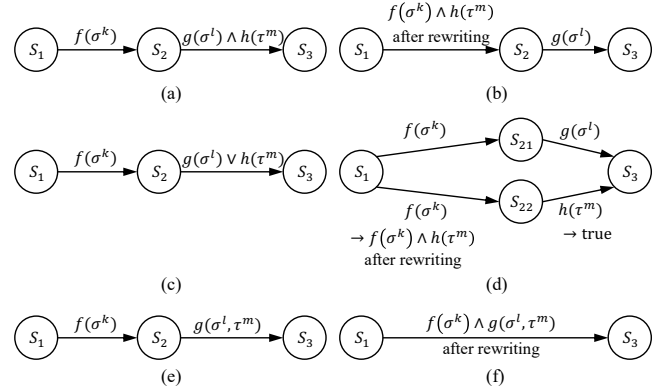 f(σ^k) ∧ h(τ^m)
S₁ f(σ^k) S₂ g(σ^l) ∧ h(τ^m) S₃ S₁ after rewriting S₂ g(σ^l) S₃
(a) (b)
f(σ^k) S₂₁ g(σ^l)
S₁ f(σ^k) S₂ g(σ^l) ∨ h(τ^m) S₃ S₁ S₃
f(σ^k) S₂₂ h(τ^m)
→ f(σ^k) ∧ h(τ^m) → true
after rewriting
(c) (d)
S₁ f(σ^k) S₂ g(σ^l, τ^m) S₃ S₁ f(σ^k) ∧ g(σ^l, τ^m) S₃
after rewriting
(e) (f)